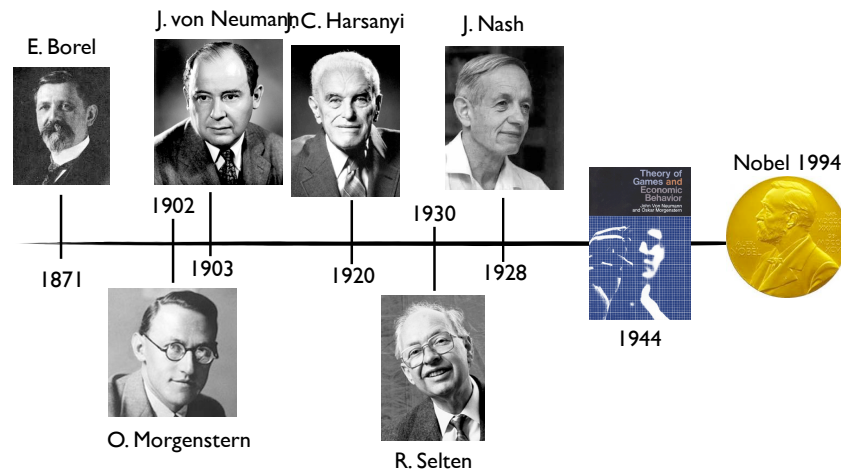 J. von Neumann
J. C. Harsanyi
J. Nash
E. Borel
Nobel 1994
Theory of
Games and
Economic
Behavior
John Von Neumann
and Oskar Morgenstern
1902
1930
1871
1903
1920
1928
1944
O. Morgenstern
R. Selten